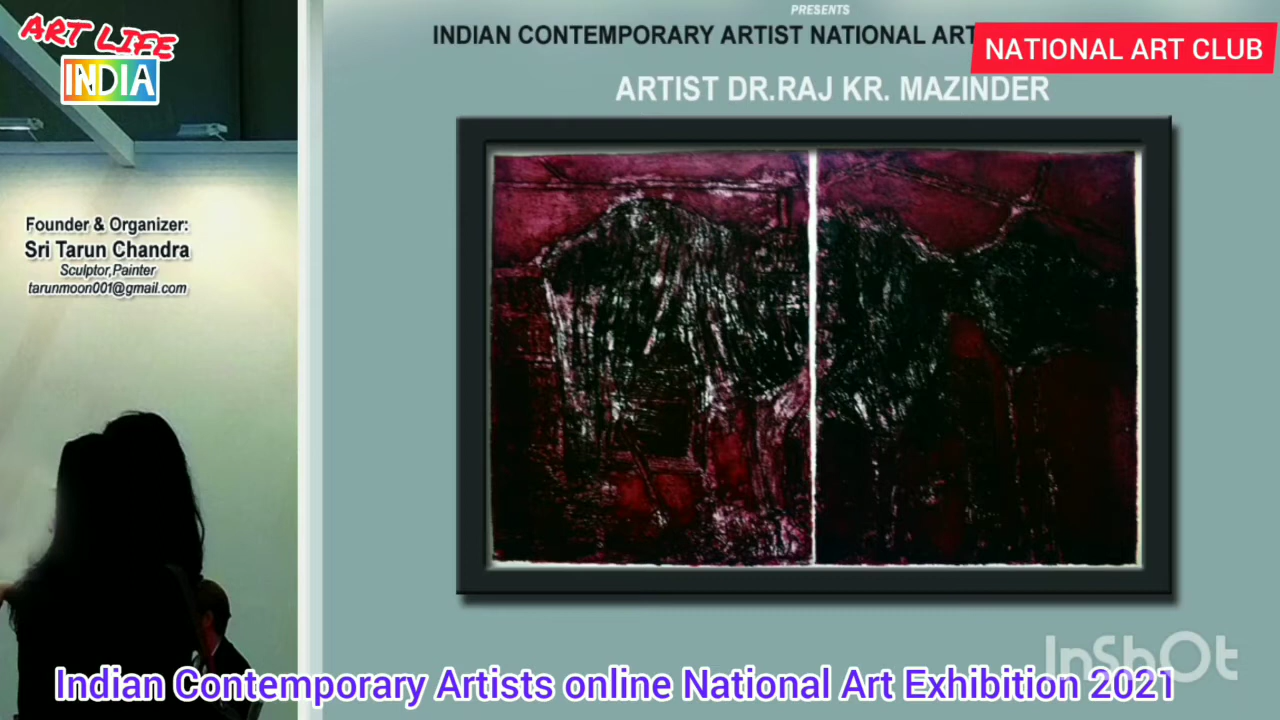 PRESENTS
ART LIFE
INDIA
INDIAN CONTEMPORARY ARTIST NATIONAL ART
NATIONAL ART CLUB
ARTIST DR.RAJ KR. MAZINDER
Founder & Organizer:
Sri Tarun Chandra
Sculptor,Painter
tarunmoon001@gmail.com
InShOt
Indian Contemporary Artists online National Art Exhibition 2021